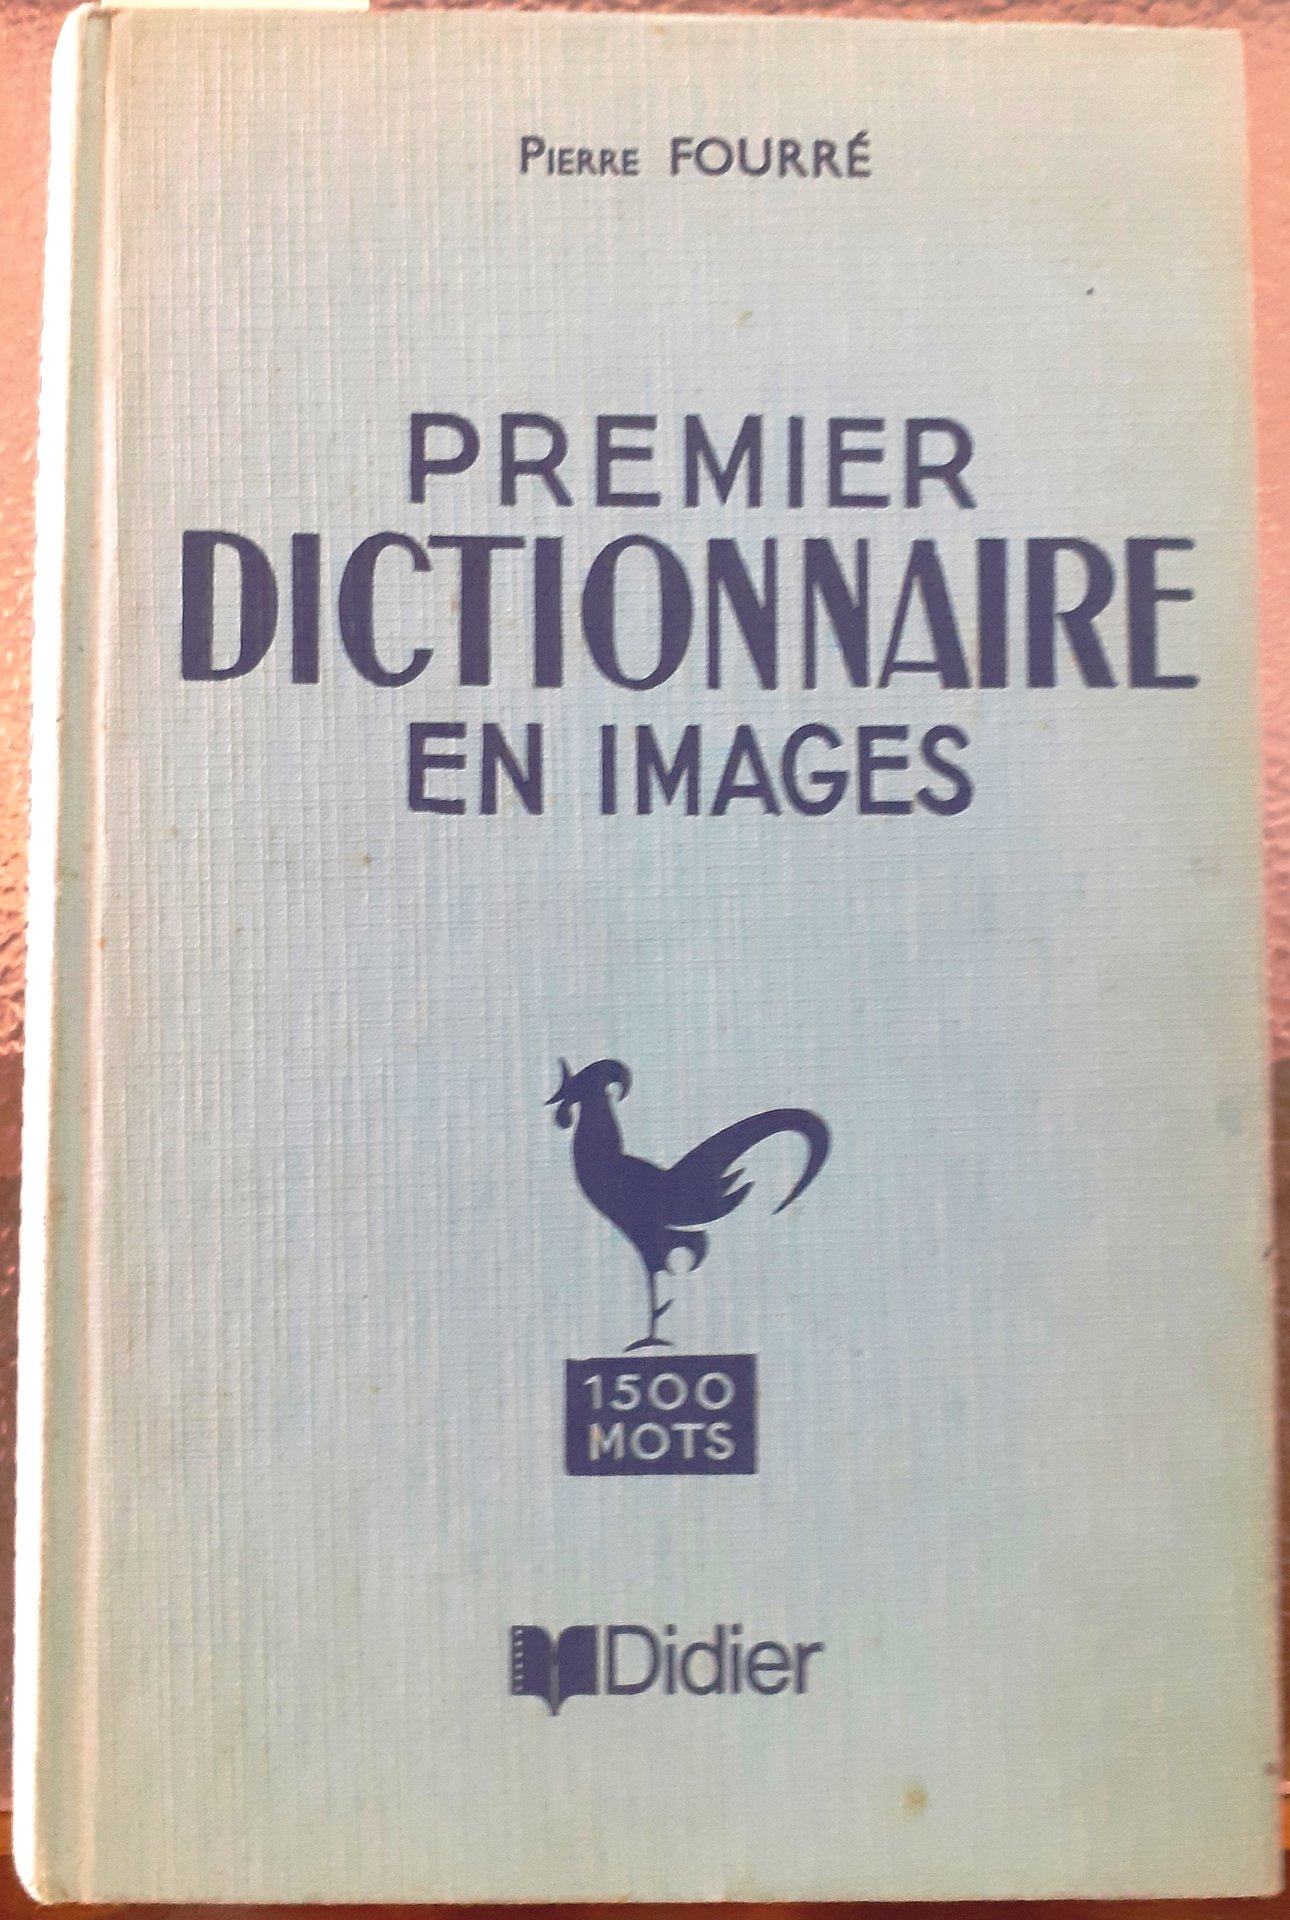 PIERRE FOURRÉ
PREMIER
DICTIONNAIRE
EN IMAGES
1500
MOTS
Didier